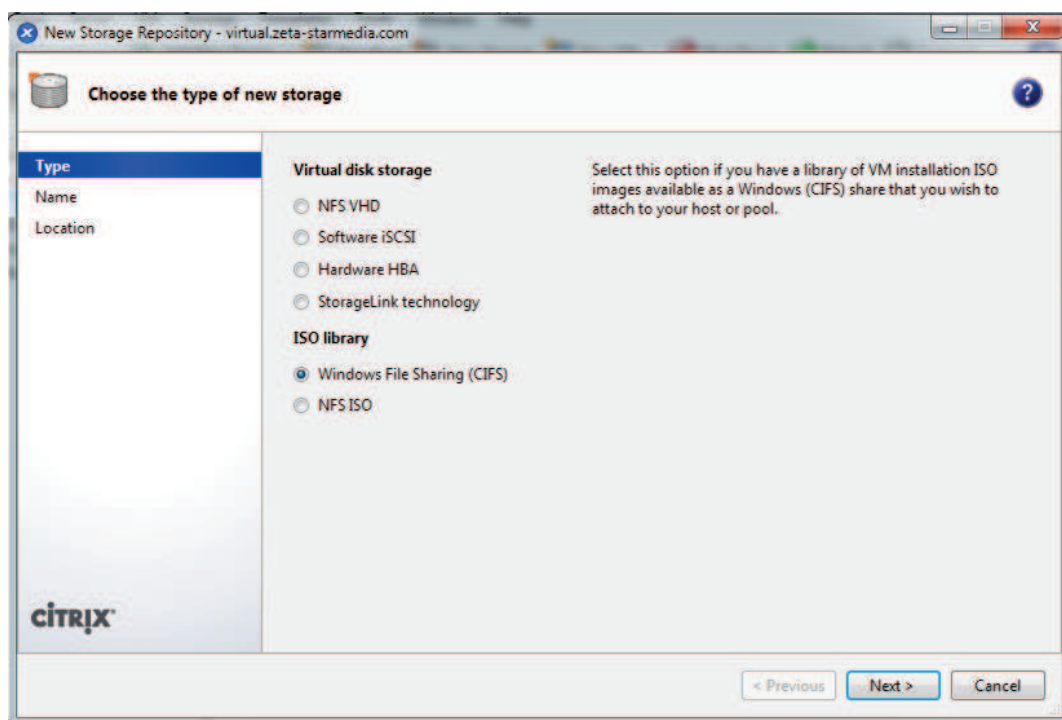 New Storage Repository - virtual.zeta-starmedia.com
Choose the type of new storage
?
Type
Name
Location
Virtual disk storage
NFS VHD
Software iSCSI
Hardware HBA
StorageLink technology
ISO library
Windows File Sharing (CIFS)
NFS ISO
Select this option if you have a library of VM installation ISO
images available as a Windows (CIFS) share that you wish to
attach to your host or pool.
CİTRIX
< Previous
Next >
Cancel